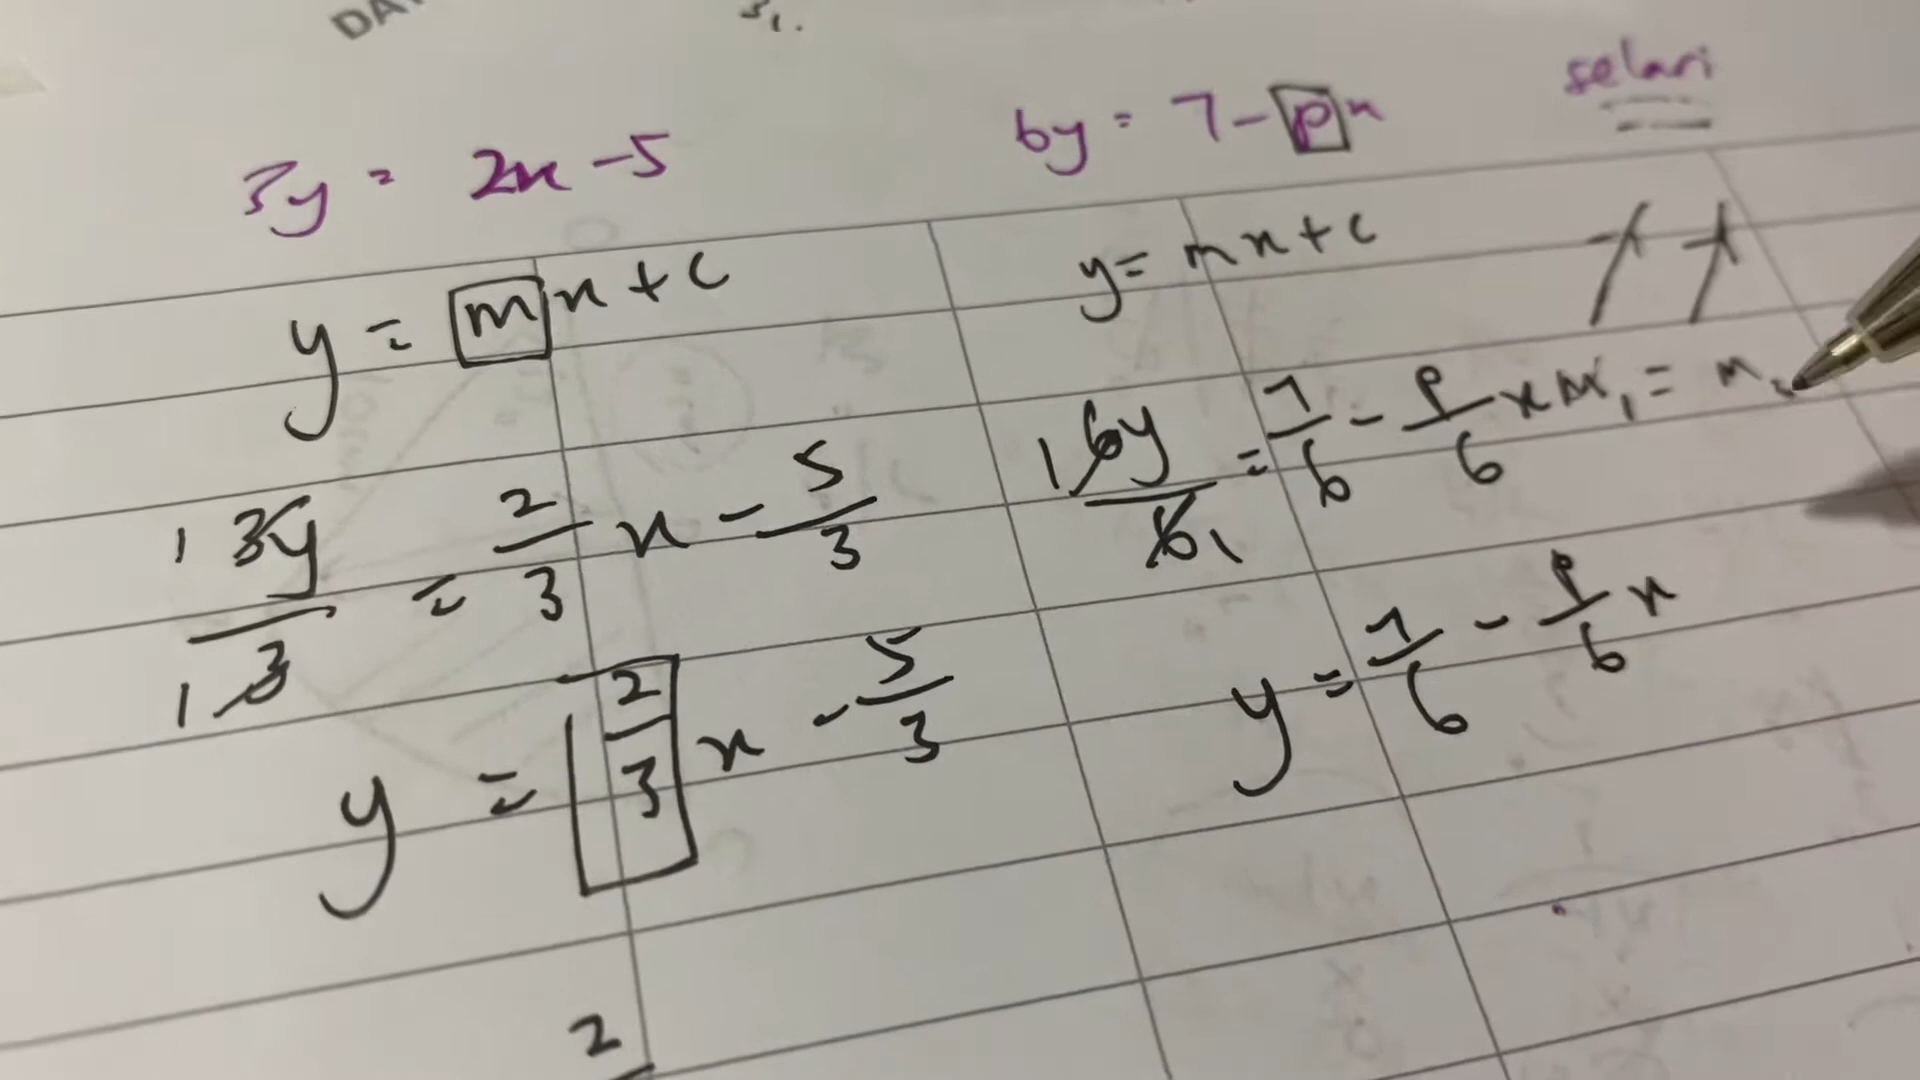 DA
3y = 2x - 5
6y = 7 - px
selari
y = mx + c
y = mx + c
m₁ = m₂
3y/3 = 2/3 x - 5/3
6y/6 = 7/6 - p/6 x
y = 2/3 x - 5/3
y = 7/6 - p/6 x
2